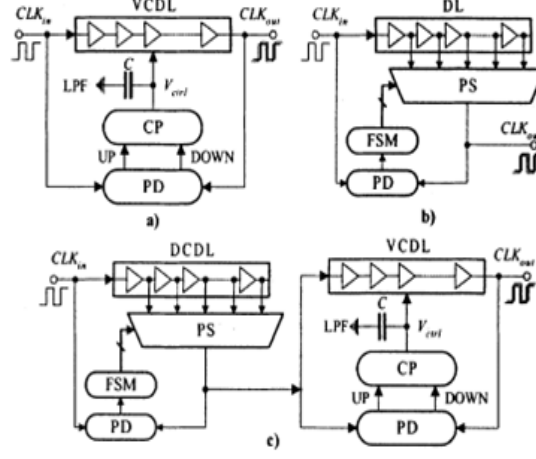 VCDL
CLK_in
CLK_out
C
LPF
V_ctrl
CP
UP
DOWN
PD
a)
DL
CLK_in
PS
FSM
CLK_out
PD
b)
DCDL
CLK_in
PS
FSM
PD
VCDL
CLK_out
C
LPF
V_ctrl
CP
UP
DOWN
PD
c)